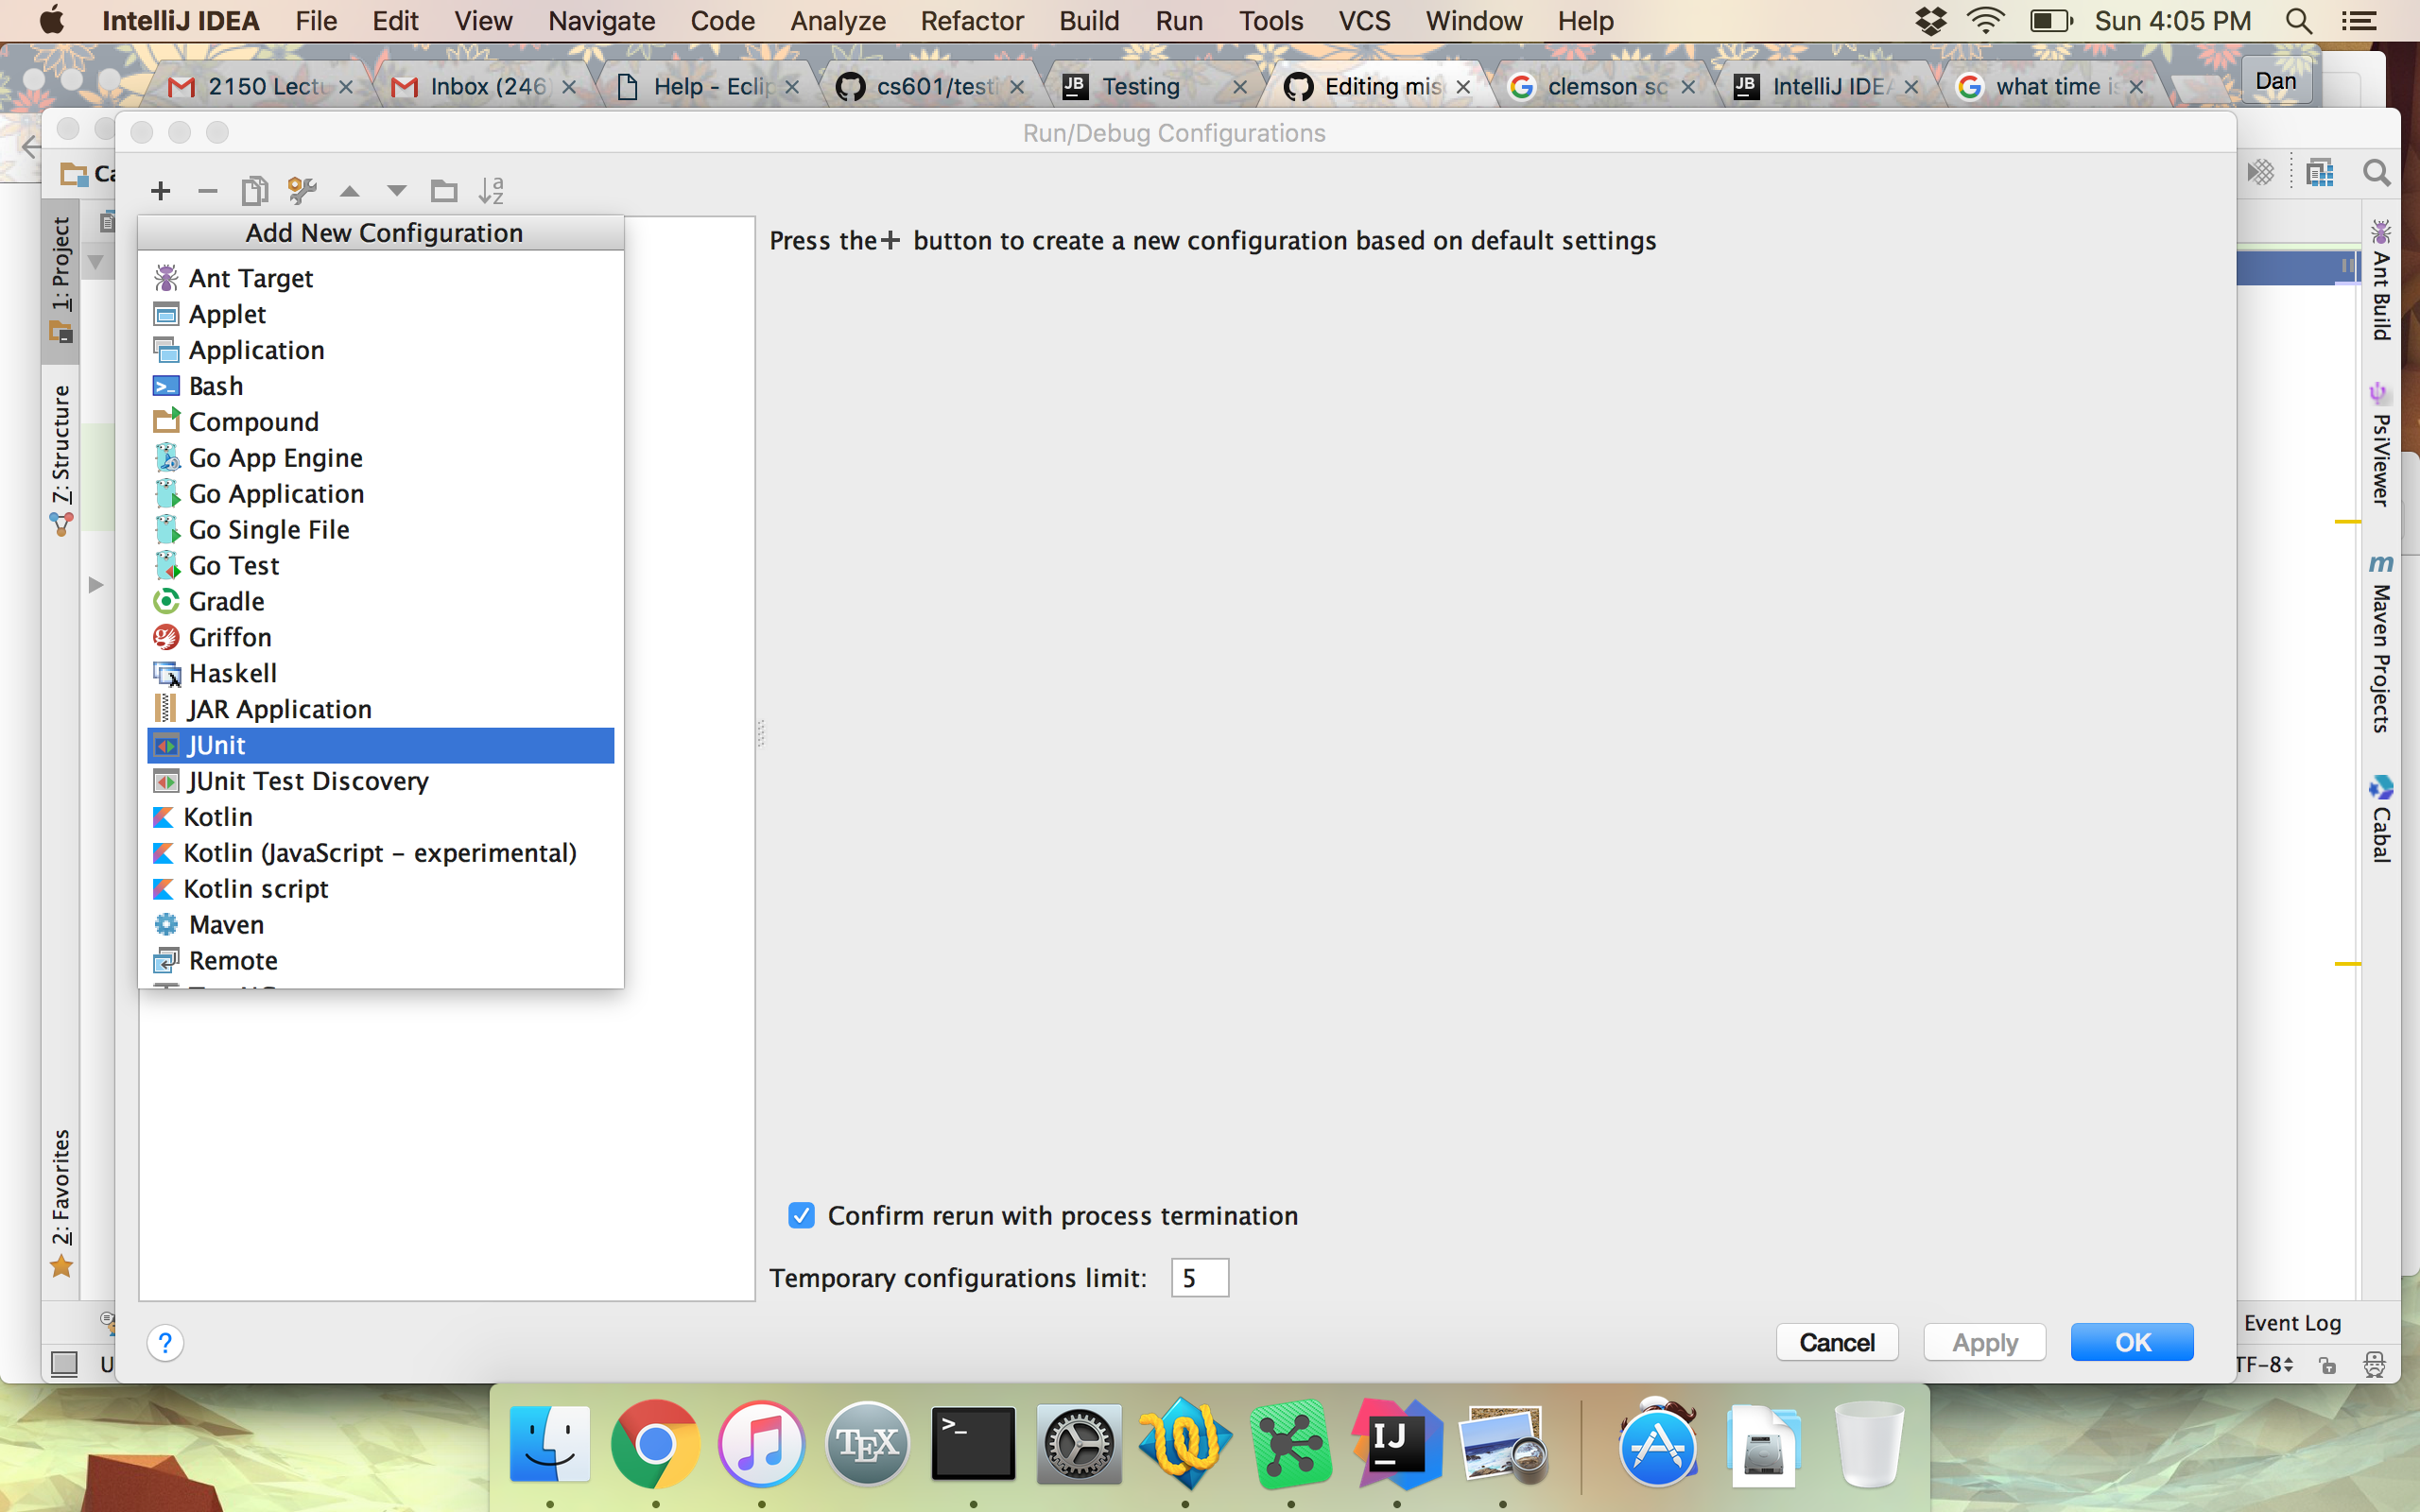 IntelliJ IDEA File Edit View Navigate Code Analyze Refactor Build Run Tools VCS Window Help Sun 4:05 PM
2150 Lectu Inbox (246 Help - Eclip cs601/testi Testing Editing mis clemson sc IntelliJ IDEA what time is Dan
Run/Debug Configurations
Ca
Add New Configuration
Press the + button to create a new configuration based on default settings
Ant Target
Applet
Application
Bash
Compound
Go App Engine
Go Application
Go Single File
Go Test
Gradle
Griffon
Haskell
JAR Application
JUnit
JUnit Test Discovery
Kotlin
Kotlin (JavaScript – experimental)
Kotlin script
Maven
Remote
1: Project
7: Structure
2: Favorites
Ant Build
PsiViewer
Maven Projects
Cabal
Confirm rerun with process termination
Temporary configurations limit: 5
? Cancel Apply OK
Event Log
U TF-8
TEX
IJ